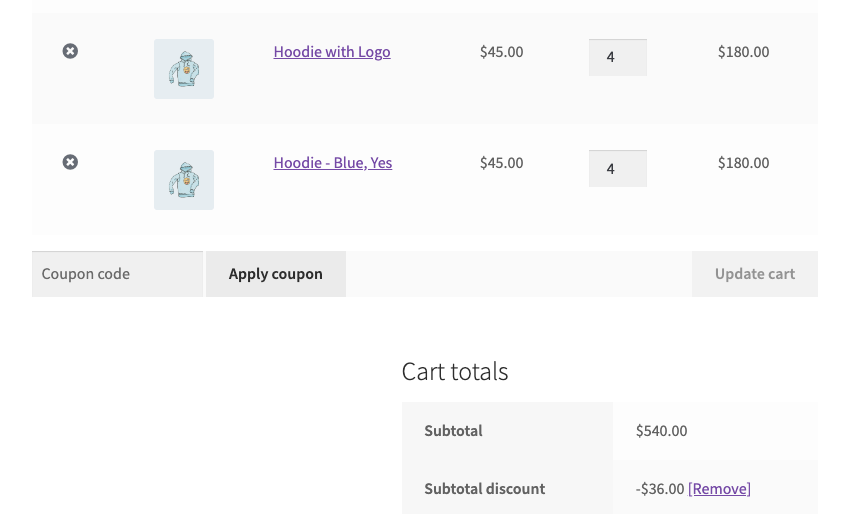 Hoodie with Logo $45.00 4 $180.00
Hoodie - Blue, Yes $45.00 4 $180.00
Coupon code Apply coupon Update cart
Cart totals
Subtotal $540.00
Subtotal discount -$36.00 [Remove]